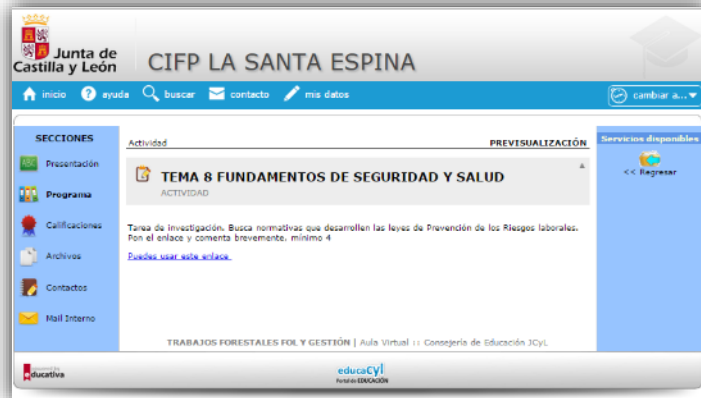 Junta de
Castilla y León
CIFP LA SANTA ESPINA
inicio ayuda buscar contacto mis datos cambiar a...
SECCIONES
Presentación
Programa
Calificaciones
Archivos
Contactos
Mail Interno
Actividad PREVISUALIZACIÓN
TEMA 8 FUNDAMENTOS DE SEGURIDAD Y SALUD
ACTIVIDAD
Tarea de investigación. Busca normativas que desarrollen las leyes de Prevención de los Riesgos laborales.
Pon el enlace y comenta brevemente. mínimo 4
Puedes usar este enlace
Servicios disponibles
<< Regresar
TRABAJOS FORESTALES FOL Y GESTIÓN | Aula Virtual :: Consejería de Educación JCyL
educativa
educaCyl
Portal de EDUCACIÓN